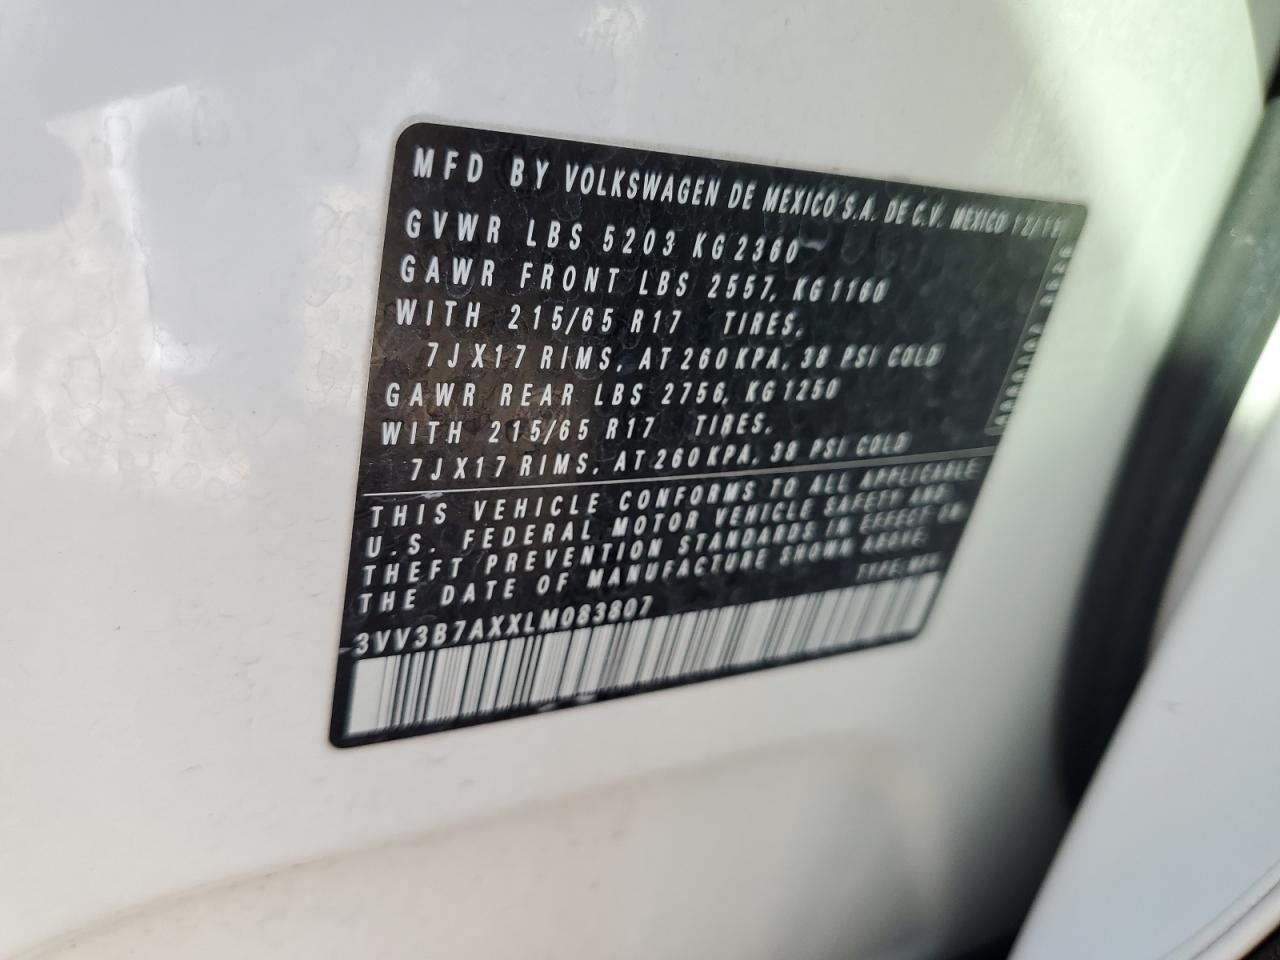 MFD BY VOLKSWAGEN DE MEXICO S.A. DE C.V. MEXICO
GVWR LBS 5203 KG 2360
GAWR FRONT LBS 2557, KG 1160
WITH 215/65 R17 TIRES,
7JX17 RIMS, AT 260 KPA, 38 PSI COLD
GAWR REAR LBS 2756, KG 1250
WITH 215/65 R17 TIRES,
7JX17 RIMS, AT 260 KPA, 38 PSI COLD
THIS VEHICLE CONFORMS TO ALL APPLICABLE
U.S. FEDERAL MOTOR VEHICLE SAFETY AND
THEFT PREVENTION STANDARDS IN EFFECT ON
THE DATE OF MANUFACTURE SHOWN ABOVE
TYPE: MPV
3VV3B7AXXLM083807